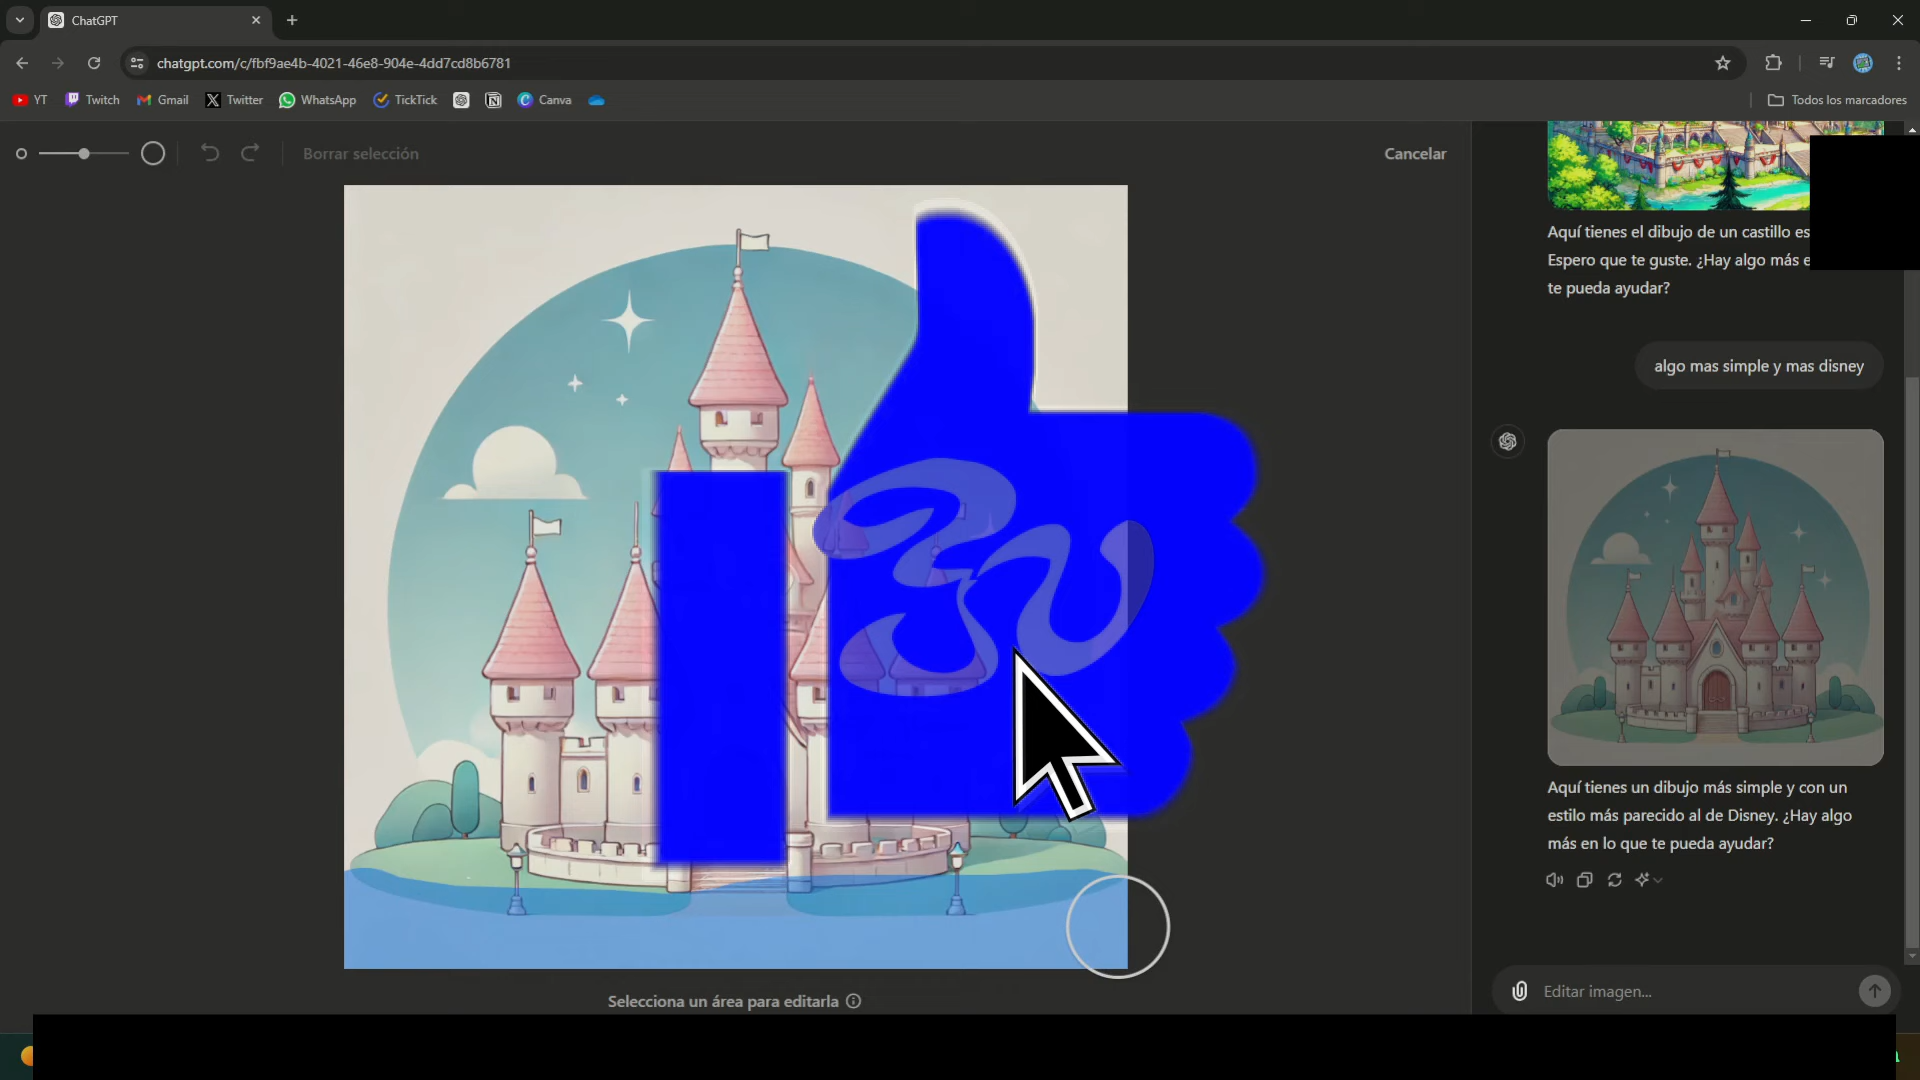 ChatGPT
chatgpt.com/c/fbf9ae4b-4021-46e8-904e-4dd7cd8b6781
YT
Twitch
Gmail
Twitter
WhatsApp
TickTick
Canva
Todos los marcadores
Borrar selección
Cancelar
Selecciona un área para editarla
Aquí tienes el dibujo de un castillo es
Espero que te guste. ¿Hay algo más e
te pueda ayudar?
algo mas simple y mas disney
Aquí tienes un dibujo más simple y con un
estilo más parecido al de Disney. ¿Hay algo
más en lo que te pueda ayudar?
Editar imagen...